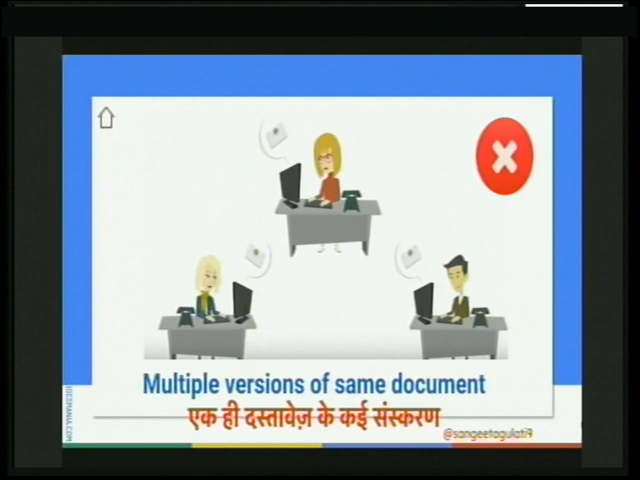 Multiple versions of same document
एक ही दस्तावेज़ के कई संस्करण
@sangeetagulati9